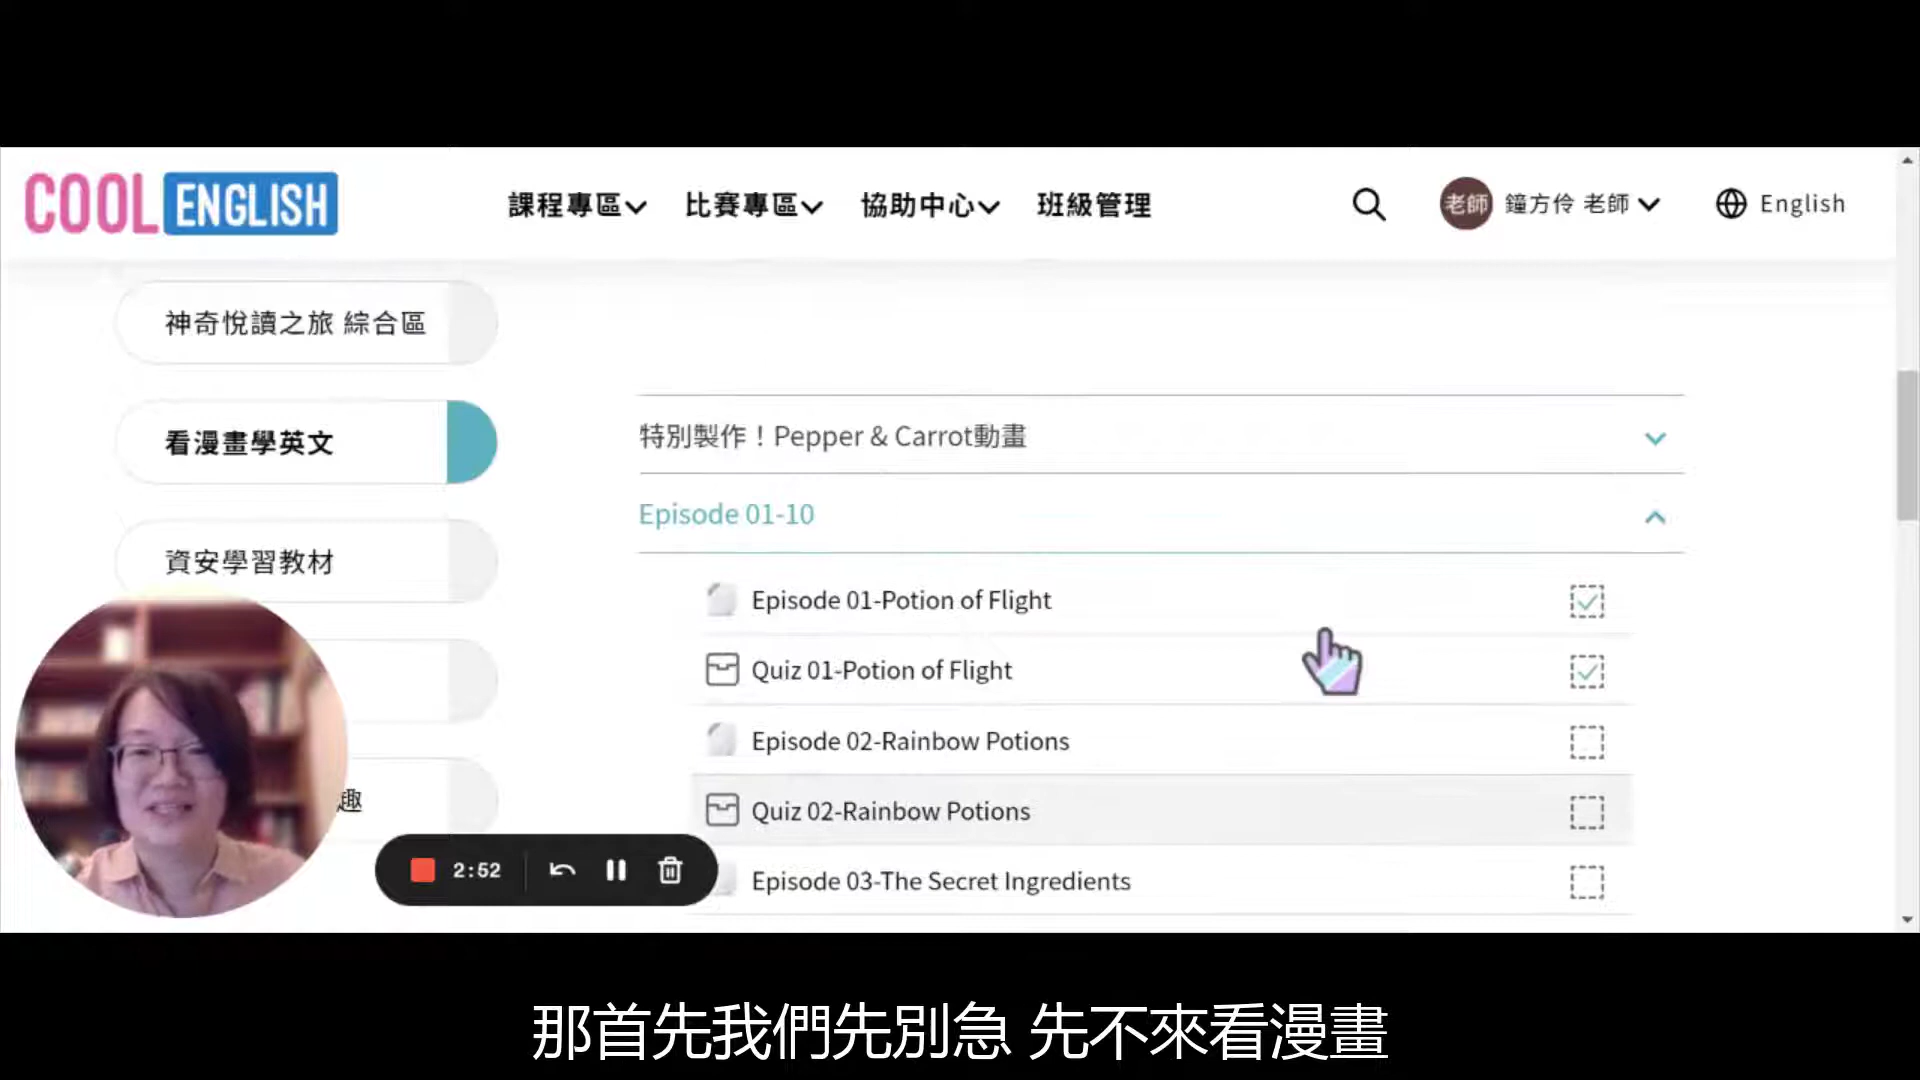 COOL ENGLISH
課程專區
比賽專區
協助中心
班級管理
老師
鐘方伶 老師
English
神奇悅讀之旅 綜合區
看漫畫學英文
資安學習教材
趣
特別製作！Pepper & Carrot動畫
Episode 01-10
Episode 01-Potion of Flight
Quiz 01-Potion of Flight
Episode 02-Rainbow Potions
Quiz 02-Rainbow Potions
Episode 03-The Secret Ingredients
2:52
那首先我們先別急 先不來看漫畫